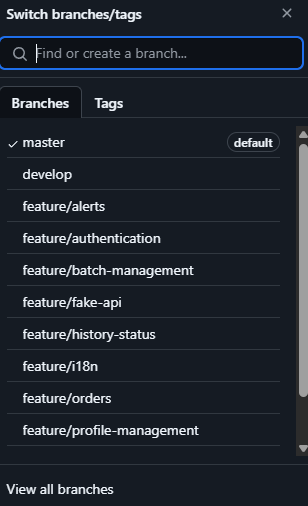 Switch branches/tags
Find or create a branch...
Branches Tags
master default
develop
feature/alerts
feature/authentication
feature/batch-management
feature/fake-api
feature/history-status
feature/i18n
feature/orders
feature/profile-management
View all branches